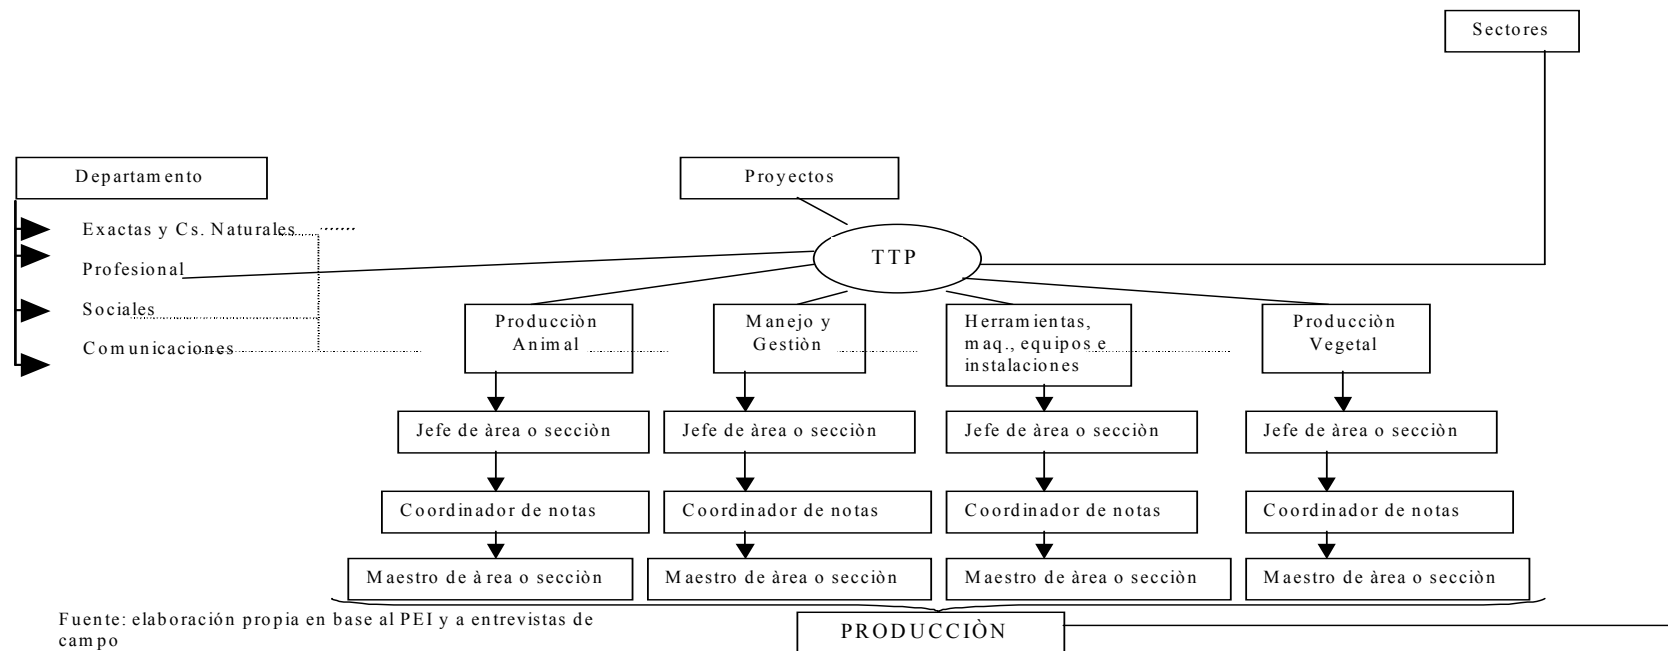 Sectores
Departamento
Proyectos
Exactas y Cs. Naturales
TTP
Profesional
Sociales
Comunicaciones
Producciòn
Animal
Manejo y
Gestiòn
Herramientas,
maq., equipos e
instalaciones
Producciòn
Vegetal
Jefe de àrea o secciòn
Jefe de àrea o secciòn
Jefe de àrea o secciòn
Jefe de àrea o secciòn
Coordinador de notas
Coordinador de notas
Coordinador de notas
Coordinador de notas
Maestro de àrea o secciòn
Maestro de àrea o secciòn
Maestro de àrea o secciòn
Maestro de àrea o secciòn
Fuente: elaboración propia en base al PEI y a entrevistas de
campo
PRODUCCIÒN